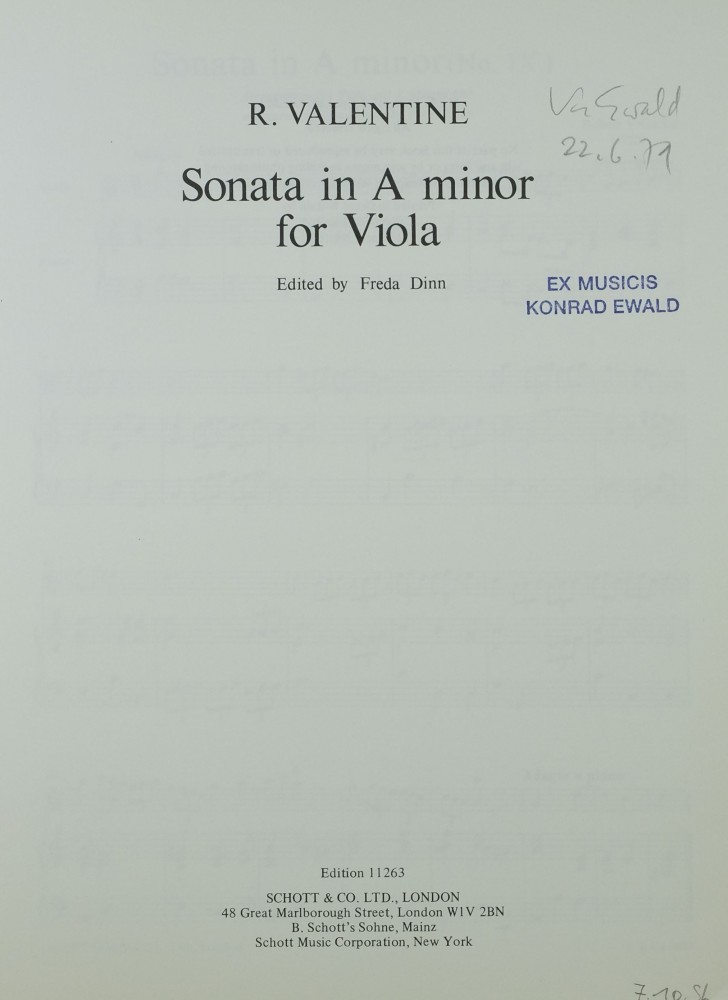 R. VALENTINE
Ewald
22.6.79
Sonata in A minor
for Viola
Edited by Freda Dinn
EX MUSICIS
KONRAD EWALD
Edition 11263
SCHOTT & CO. LTD., LONDON
48 Great Marlborough Street, London W1V 2BN
B. Schott's Sohne, Mainz
Schott Music Corporation, New York